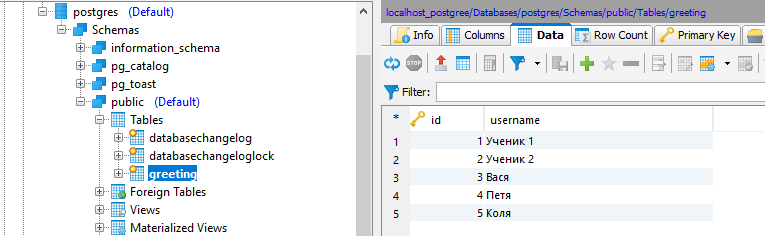 postgres (Default)
Schemas
information_schema
pg_catalog
pg_toast
public (Default)
Tables
databasechangelog
databasechangeloglock
greeting
Foreign Tables
Views
Materialized Views
localhost_postgree/Databases/postgres/Schemas/public/Tables/greeting
Info Columns Data Row Count Primary Key
STOP
Filter:
* id username
1 1 Ученик 1
2 2 Ученик 2
3 3 Вася
4 4 Петя
5 5 Коля